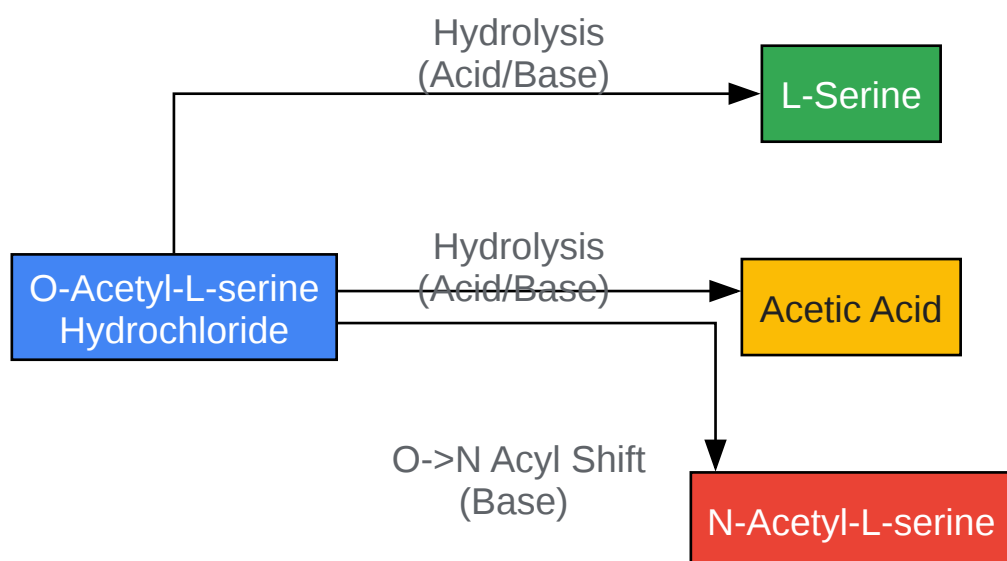 Hydrolysis
(Acid/Base)
L-Serine
O-Acetyl-L-serine
Hydrochloride
Hydrolysis
(Acid/Base)
Acetic Acid
O->N Acyl Shift
(Base)
N-Acetyl-L-serine